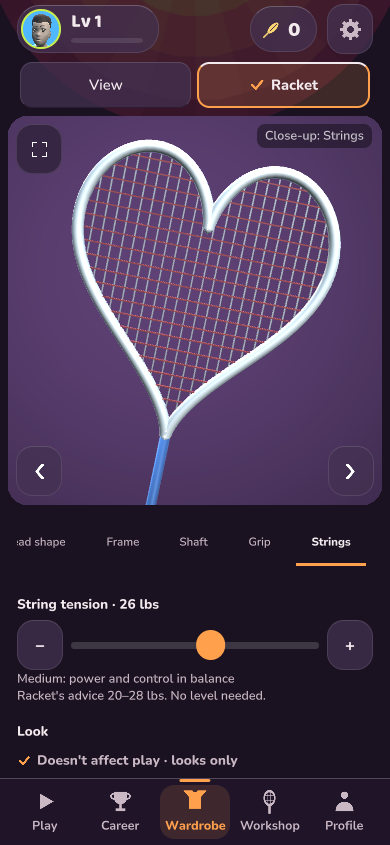 Lv 1
0
View
Racket
Close-up: Strings
ead shape
Frame
Shaft
Grip
Strings
String tension · 26 lbs
Medium: power and control in balance
Racket's advice 20–28 lbs. No level needed.
Look
Doesn't affect play · looks only
Play
Career
Wardrobe
Workshop
Profile